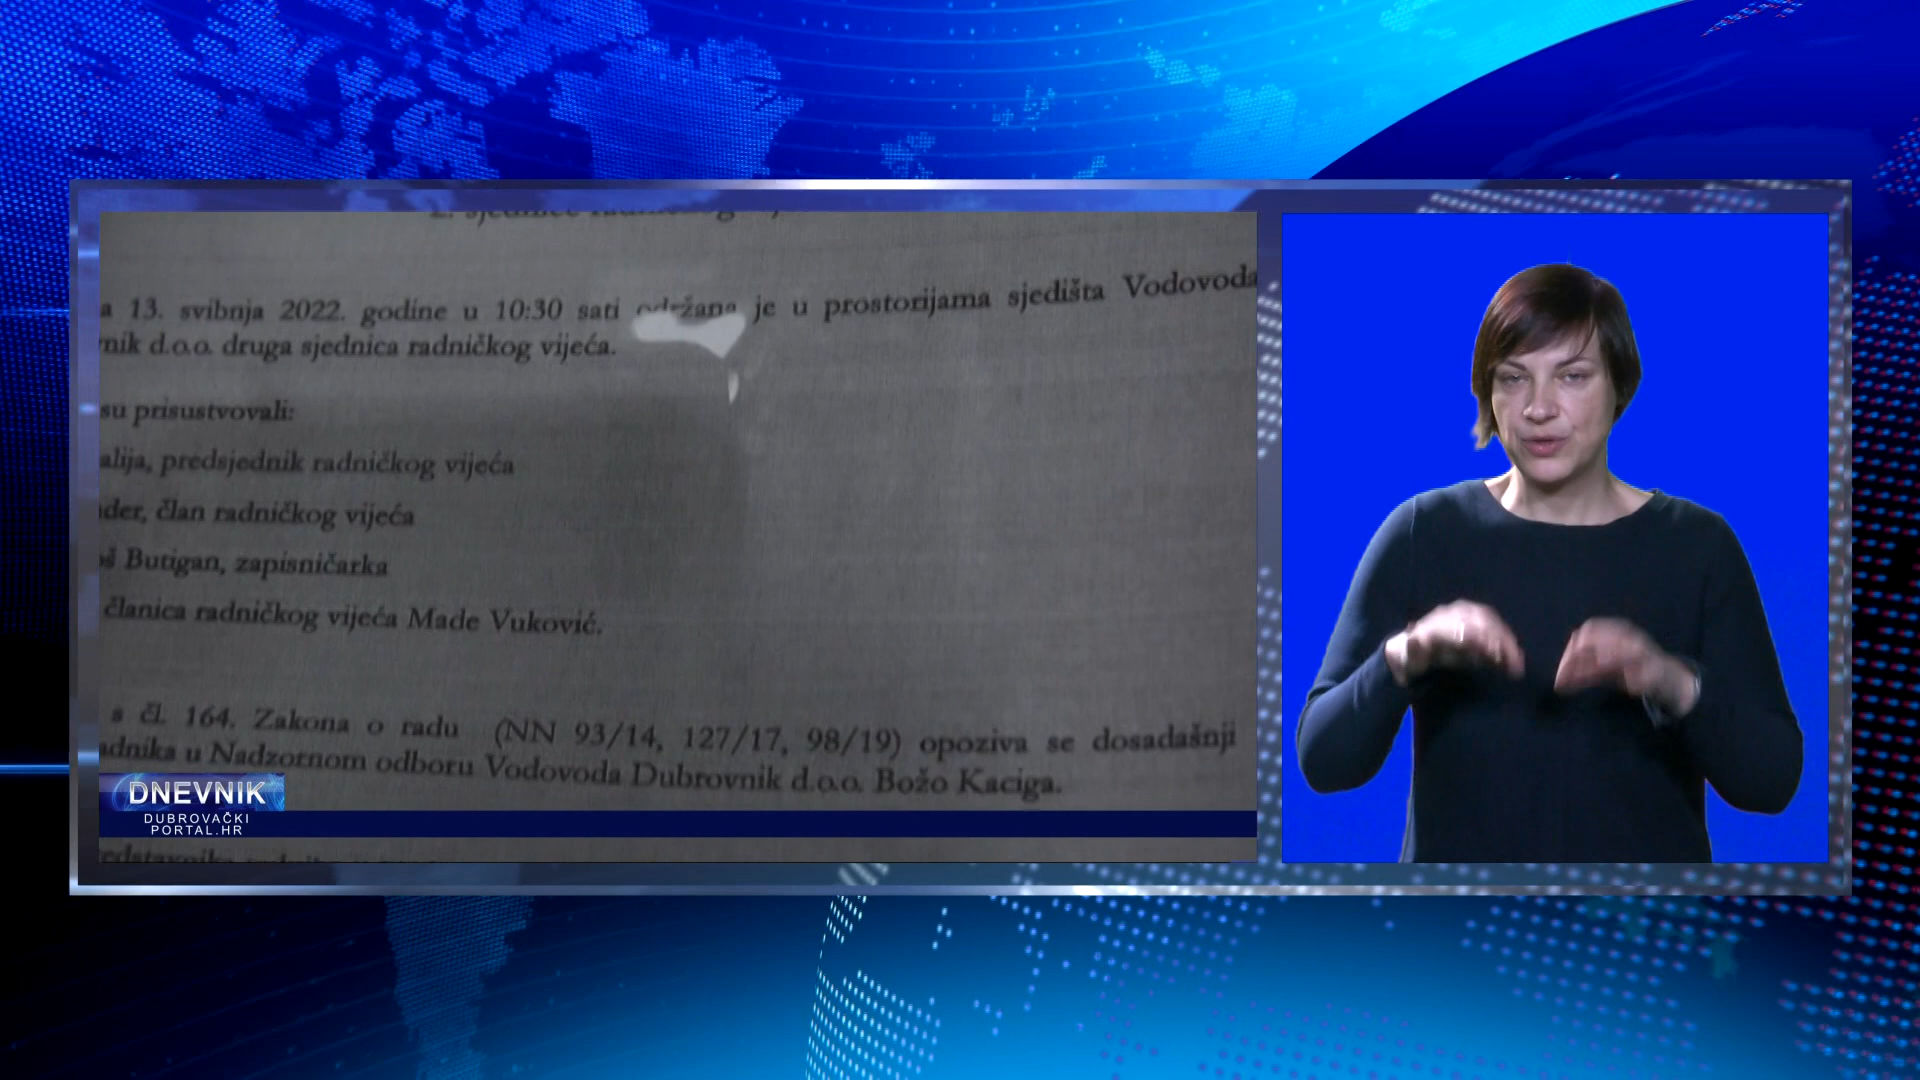 a 13. svibnja 2022. godine u 10:30 sati održana je u prostorijama sjedišta Vodovoda
nik d.o.o. druga sjednica radničkog vijeća.
su prisustvovali:
alija, predsjednik radničkog vijeća
der, član radničkog vijeća
š Butigan, zapisničarka
članica radničkog vijeća Made Vuković.
s čl. 164. Zakona o radu (NN 93/14, 127/17, 98/19) opoziva se dosadašnji
adnika u Nadzornom odboru Vodovoda Dubrovnik d.o.o. Božo Kaciga.
DNEVNIK
DUBROVAČKI
PORTAL.HR